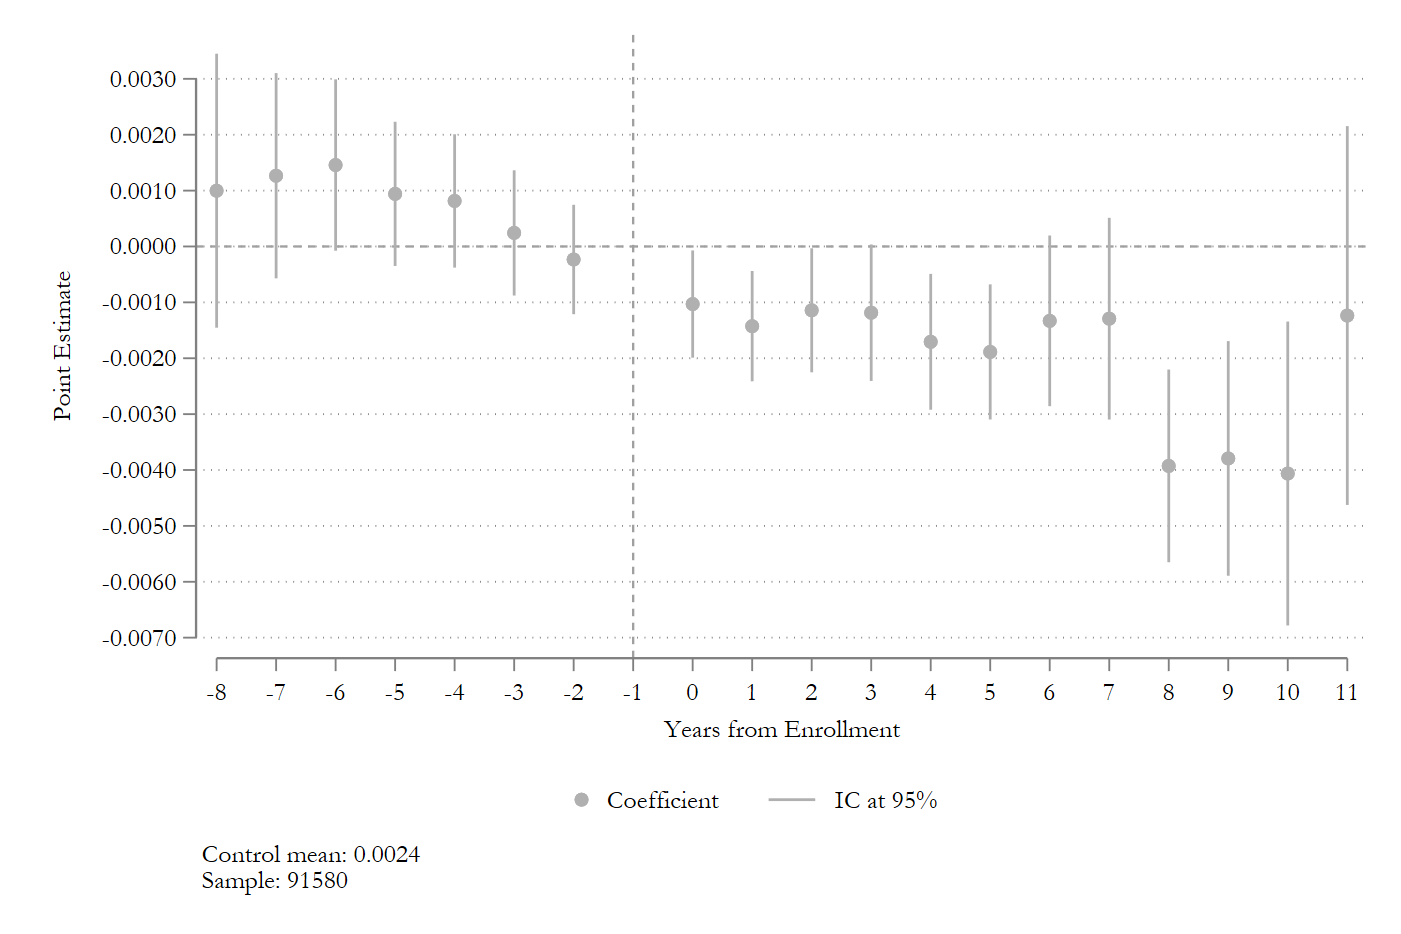 0.0030
0.0020
0.0010
0.0000
-0.0010
-0.0020
-0.0030
-0.0040
-0.0050
-0.0060
-0.0070
Point Estimate
-8 -7 -6 -5 -4 -3 -2 -1 0 1 2 3 4 5 6 7 8 9 10 11
Years from Enrollment
Coefficient IC at 95%
Control mean: 0.0024
Sample: 91580